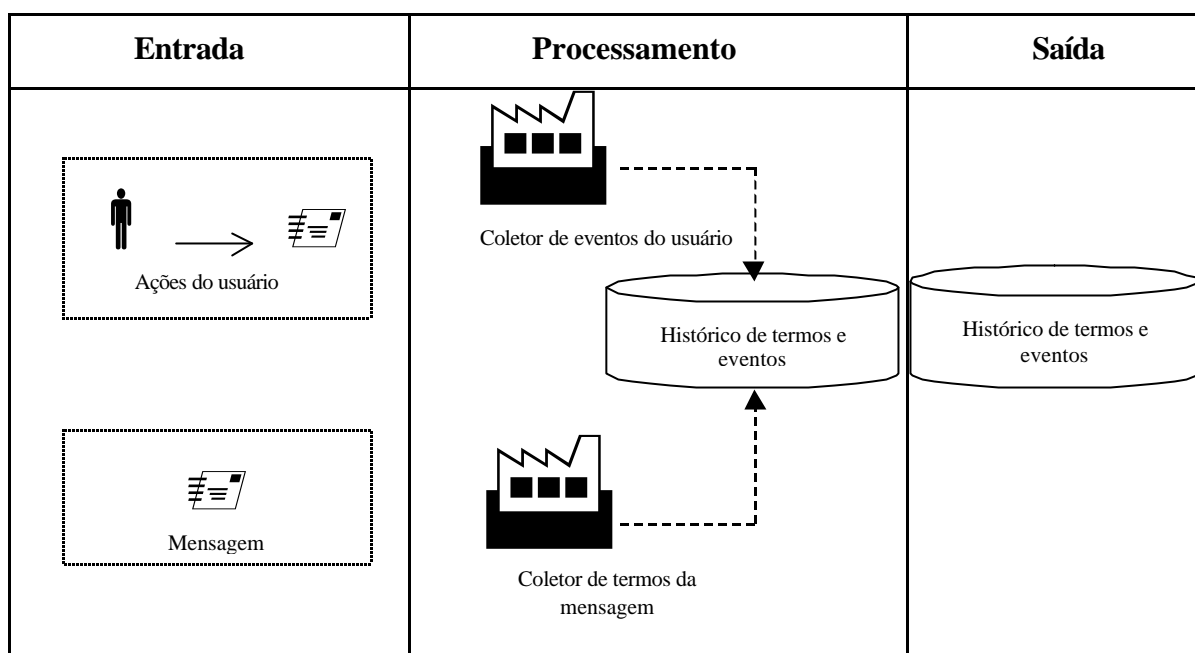 Entrada
Processamento
Saída
Ações do usuário
Coletor de eventos do usuário
Histórico de termos e
eventos
Histórico de termos e
eventos
Mensagem
Coletor de termos da
mensagem